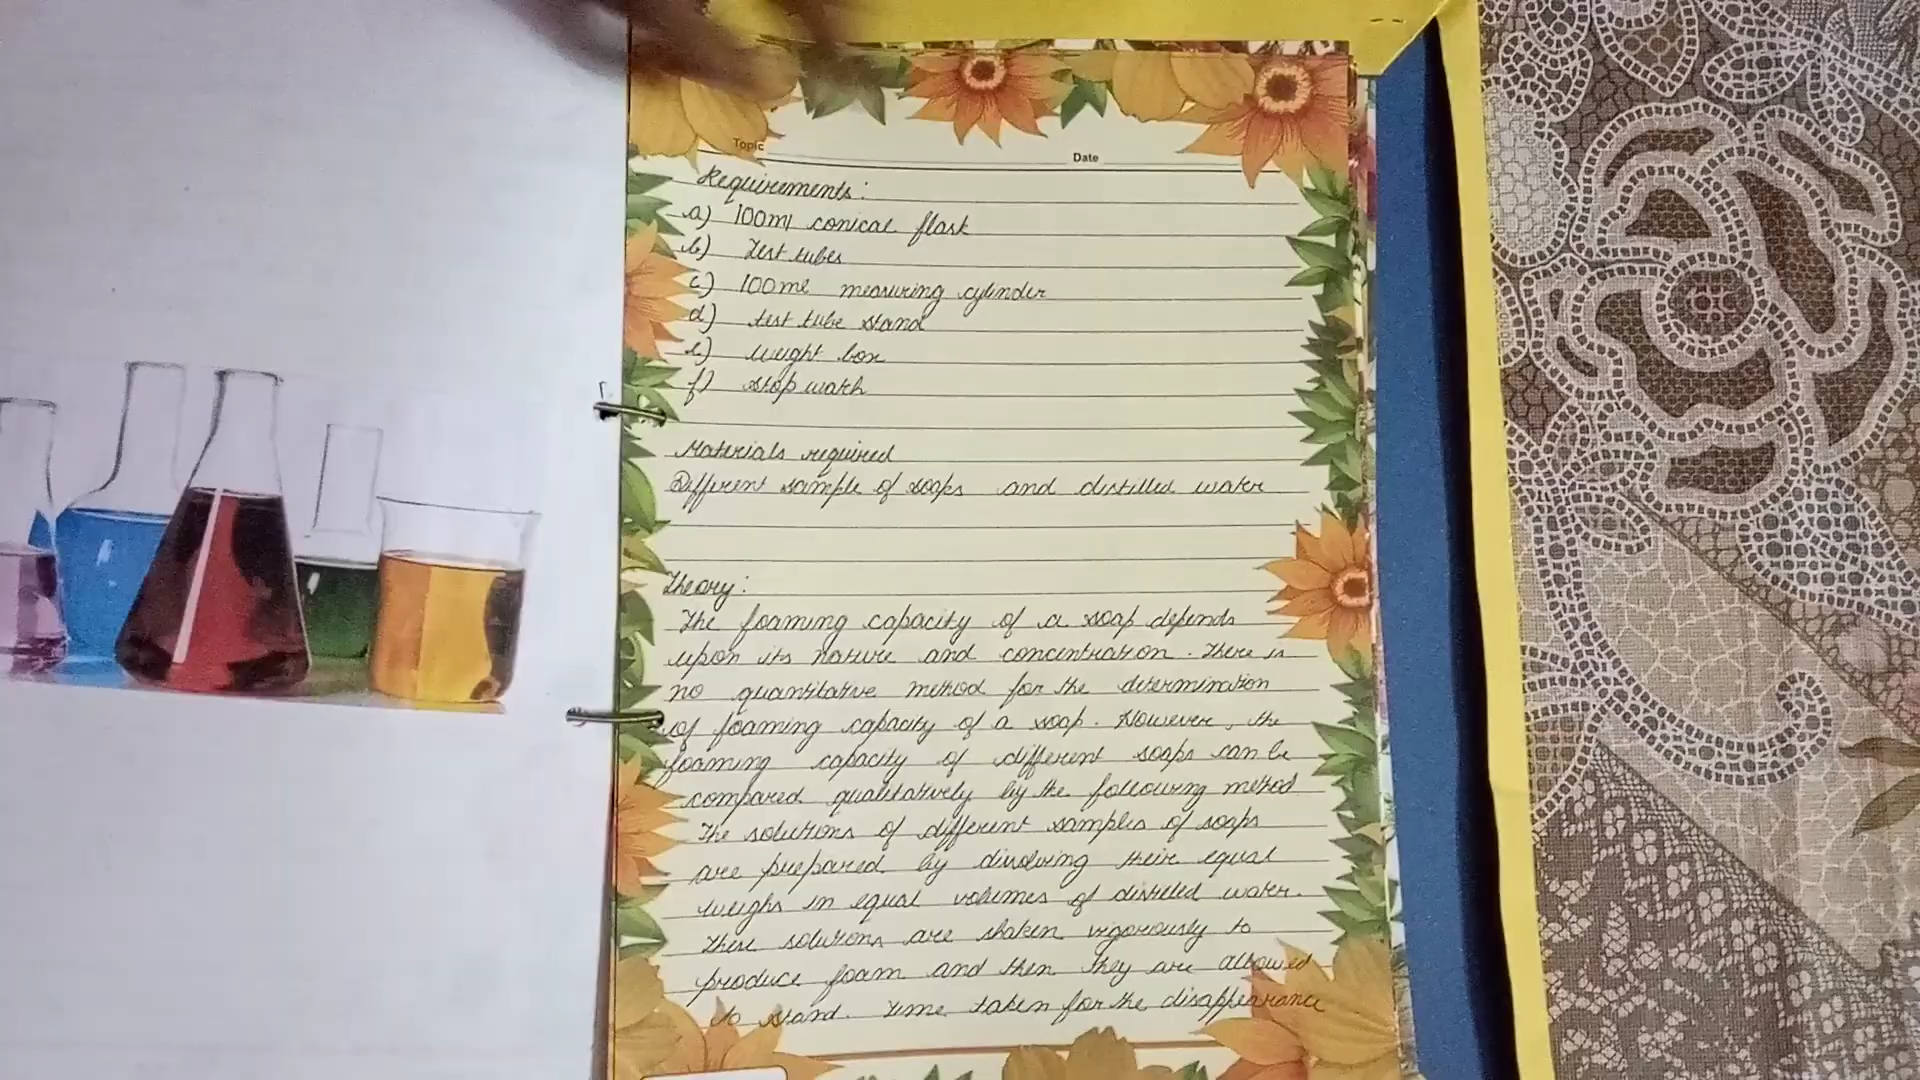 Topic
Date
Requirements:
a) 100ml conical flask
b) Test tubes
c) 100ml measuring cylinder
d) test tube stand
e) weight box
f) stop wath
Materials required
Different sample of soaps and distilled water
Theory:
The foaming capacity of a soap depends
upon its nature and concentration. There is
no quantitative method for the determination
of foaming capacity of a soap. However, the
foaming capacity of different soaps can be
compared qualitatively by the following method
The solutions of different samples of soaps
are prepared by dissolving their equal
weighs in equal volumes of distilled water.
These solutions are shaken vigorously to
produce foam and then they are allowed
to stand. Time taken for the disappearance